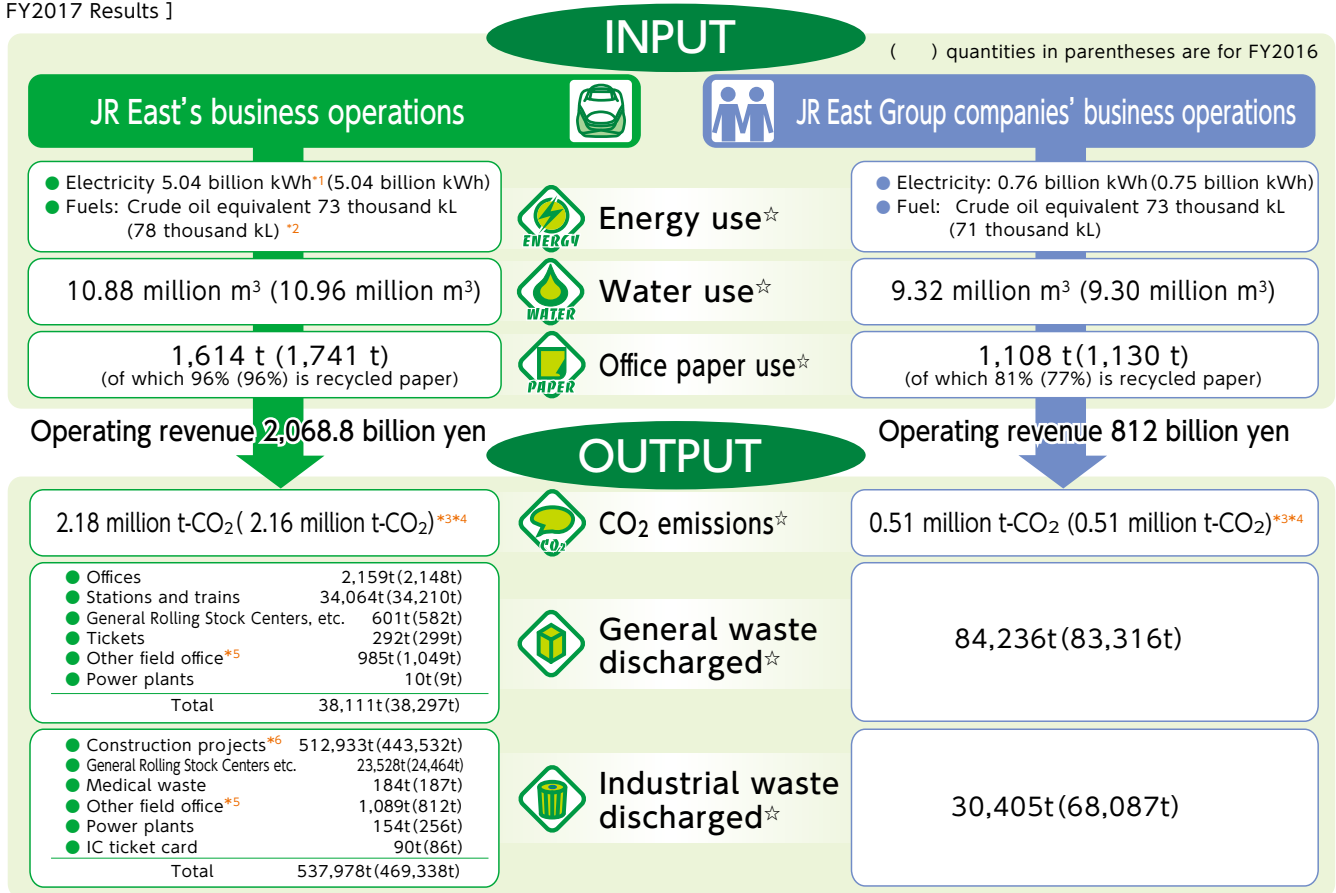 FY2017 Results ]
INPUT
( ) quantities in parentheses are for FY2016
JR East's business operations
JR East Group companies' business operations
● Electricity 5.04 billion kWh*1 (5.04 billion kWh)
● Fuels: Crude oil equivalent 73 thousand kL
(78 thousand kL) *2
ENERGY
Energy use☆
● Electricity: 0.76 billion kWh (0.75 billion kWh)
● Fuel: Crude oil equivalent 73 thousand kL
(71 thousand kL)
10.88 million m³ (10.96 million m³)
WATER
Water use☆
9.32 million m³ (9.30 million m³)
1,614 t (1,741 t)
(of which 96% (96%) is recycled paper)
PAPER
Office paper use☆
1,108 t(1,130 t)
(of which 81% (77%) is recycled paper)
Operating revenue 2,068.8 billion yen
Operating revenue 812 billion yen
OUTPUT
2.18 million t-CO₂( 2.16 million t-CO₂)*3*4
CO₂
CO₂ emissions☆
0.51 million t-CO₂ (0.51 million t-CO₂)*3*4
● Offices 2,159t(2,148t)
● Stations and trains 34,064t(34,210t)
● General Rolling Stock Centers, etc. 601t(582t)
● Tickets 292t(299t)
● Other field office*5 985t(1,049t)
● Power plants 10t(9t)
Total 38,111t(38,297t)
General waste
discharged☆
84,236t(83,316t)
● Construction projects*6 512,933t(443,532t)
● General Rolling Stock Centers etc. 23,528t(24,464t)
● Medical waste 184t(187t)
● Other field office*5 1,089t(812t)
● Power plants 154t(256t)
● IC ticket card 90t(86t)
Total 537,978t(469,338t)
Industrial waste
discharged☆
30,405t(68,087t)